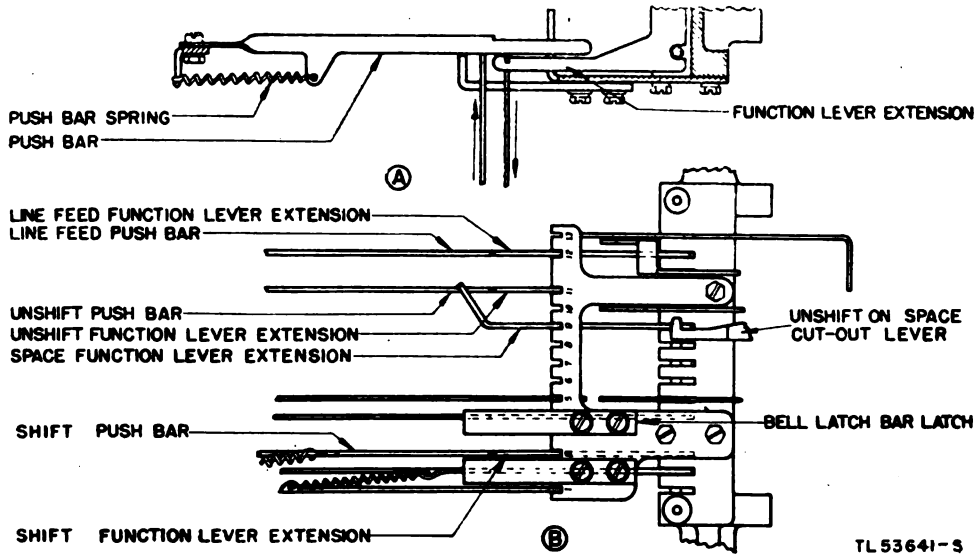 PUSH BAR SPRING
PUSH BAR
FUNCTION LEVER EXTENSION
A
LINE FEED FUNCTION LEVER EXTENSION
LINE FEED PUSH BAR
UNSHIFT PUSH BAR
UNSHIFT FUNCTION LEVER EXTENSION
SPACE FUNCTION LEVER EXTENSION
UNSHIFT ON SPACE
CUT-OUT LEVER
BELL LATCH BAR LATCH
SHIFT PUSH BAR
SHIFT FUNCTION LEVER EXTENSION
B
TL53641-S